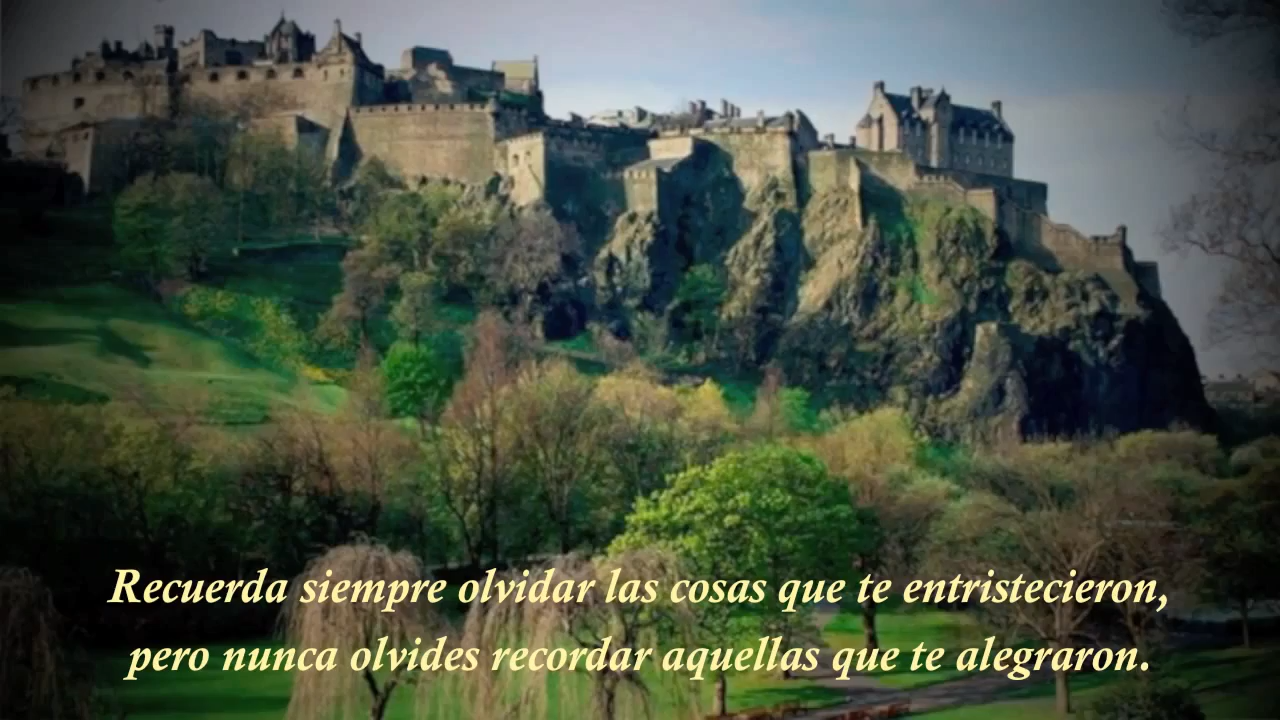 Recuerda siempre olvidar las cosas que te entristecieron,
pero nunca olvides recordar aquellas que te alegraron.